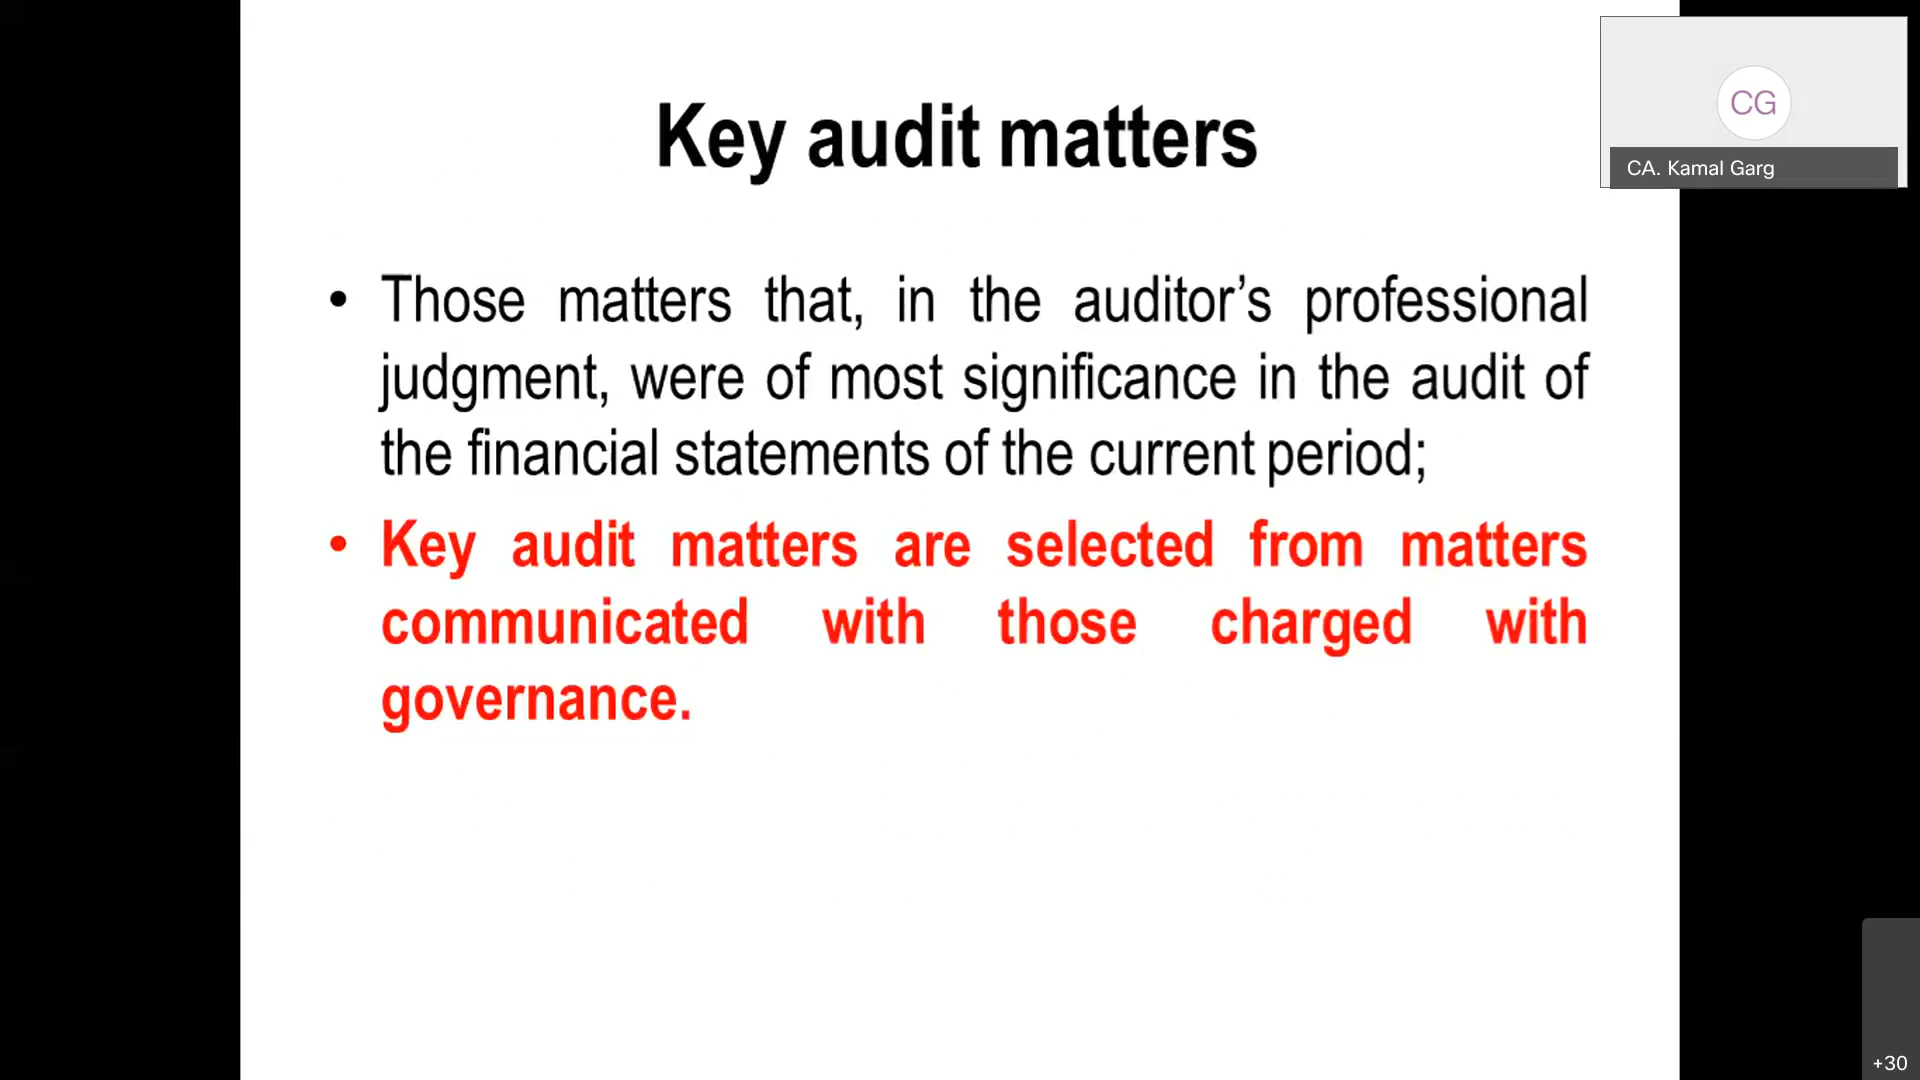 Key audit matters
CG
CA. Kamal Garg
• Those matters that, in the auditor’s professional
judgment, were of most significance in the audit of
the financial statements of the current period;
• Key audit matters are selected from matters
communicated with those charged with
governance.
+30